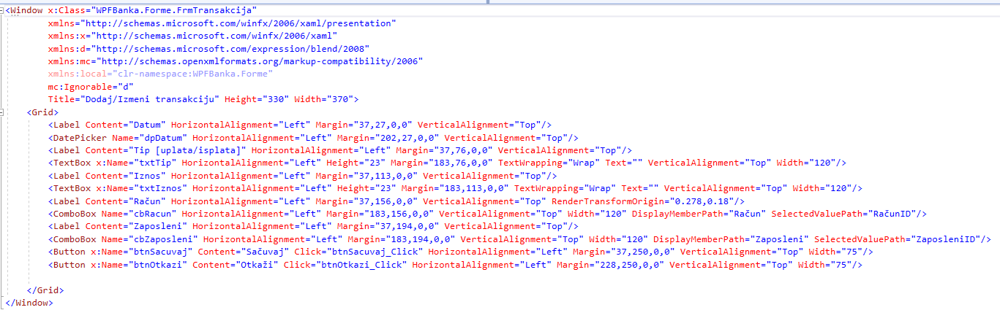 <Window x:Class="WPFBanka.Forme.FrmTransakcija"
        xmlns="http://schemas.microsoft.com/winfx/2006/xaml/presentation"
        xmlns:x="http://schemas.microsoft.com/winfx/2006/xaml"
        xmlns:d="http://schemas.microsoft.com/expression/blend/2008"
        xmlns:mc="http://schemas.openxmlformats.org/markup-compatibility/2006"
        xmlns:local="clr-namespace:WPFBanka.Forme"
        mc:Ignorable="d"
        Title="Dodaj/Izmeni transakciju" Height="330" Width="370">
    <Grid>
        <Label Content="Datum" HorizontalAlignment="Left" Margin="37,27,0,0" VerticalAlignment="Top"/>
        <DatePicker Name="dpDatum" HorizontalAlignment="Left" Margin="202,27,0,0" VerticalAlignment="Top"/>
        <Label Content="Tip [uplata/isplata]" HorizontalAlignment="Left" Margin="37,76,0,0" VerticalAlignment="Top"/>
        <TextBox x:Name="txtTip" HorizontalAlignment="Left" Height="23" Margin="183,76,0,0" TextWrapping="Wrap" Text="" VerticalAlignment="Top" Width="120"/>
        <Label Content="Iznos" HorizontalAlignment="Left" Margin="37,113,0,0" VerticalAlignment="Top"/>
        <TextBox x:Name="txtIznos" HorizontalAlignment="Left" Height="23" Margin="183,113,0,0" TextWrapping="Wrap" Text="" VerticalAlignment="Top" Width="120"/>
        <Label Content="Račun" HorizontalAlignment="Left" Margin="37,156,0,0" VerticalAlignment="Top" RenderTransformOrigin="0.278,0.18"/>
        <ComboBox Name="cbRacun" HorizontalAlignment="Left" Margin="183,156,0,0" VerticalAlignment="Top" Width="120" DisplayMemberPath="Račun" SelectedValuePath="RačunID"/>
        <Label Content="Zaposleni" HorizontalAlignment="Left" Margin="37,194,0,0" VerticalAlignment="Top"/>
        <ComboBox Name="cbZaposleni" HorizontalAlignment="Left" Margin="183,194,0,0" VerticalAlignment="Top" Width="120" DisplayMemberPath="Zaposleni" SelectedValuePath="ZaposleniID"/>
        <Button x:Name="btnSacuvaj" Content="Sačuvaj" Click="btnSacuvaj_Click" HorizontalAlignment="Left" Margin="37,250,0,0" VerticalAlignment="Top" Width="75"/>
        <Button x:Name="btnOtkazi" Content="Otkaži" Click="btnOtkazi_Click" HorizontalAlignment="Left" Margin="228,250,0,0" VerticalAlignment="Top" Width="75"/>
    </Grid>
</Window>